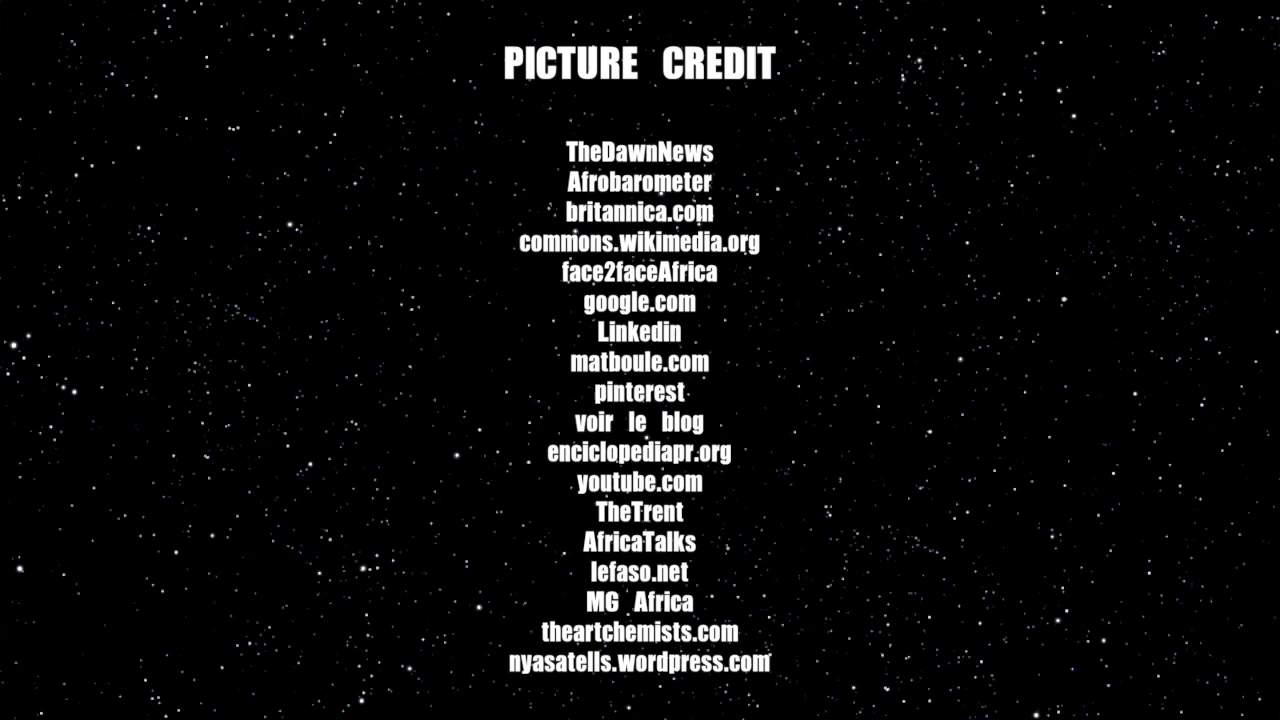 PICTURE CREDIT
TheDawnNews
Afrobarometer
britannica.com
commons.wikimedia.org
face2faceAfrica
google.com
Linkedin
matboule.com
pinterest
voir le blog
enciclopediapr.org
youtube.com
TheTrent
AfricaTalks
lefaso.net
MG Africa
theartchemists.com
nyasatells.wordpress.com